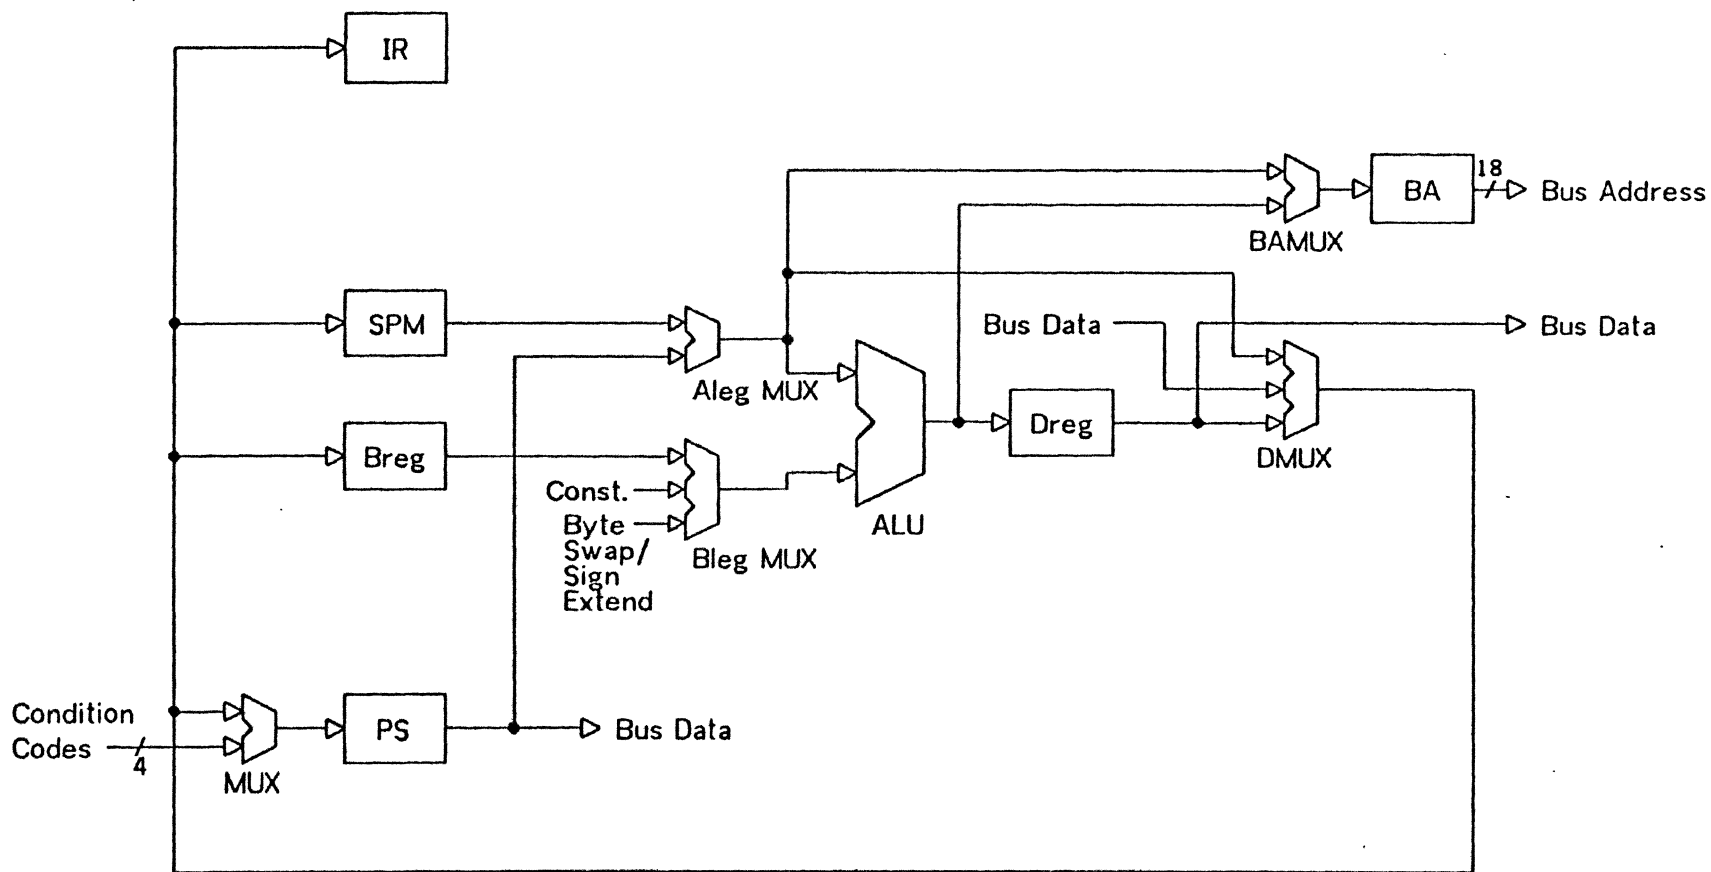 IR
18
BA
Bus Address
BAMUX
SPM
Bus Data
Bus Data
Aleg MUX
Breg
Dreg
DMUX
Const.
Byte
Swap/
Sign
Extend
Bleg MUX
ALU
Condition
Codes
4
MUX
PS
Bus Data